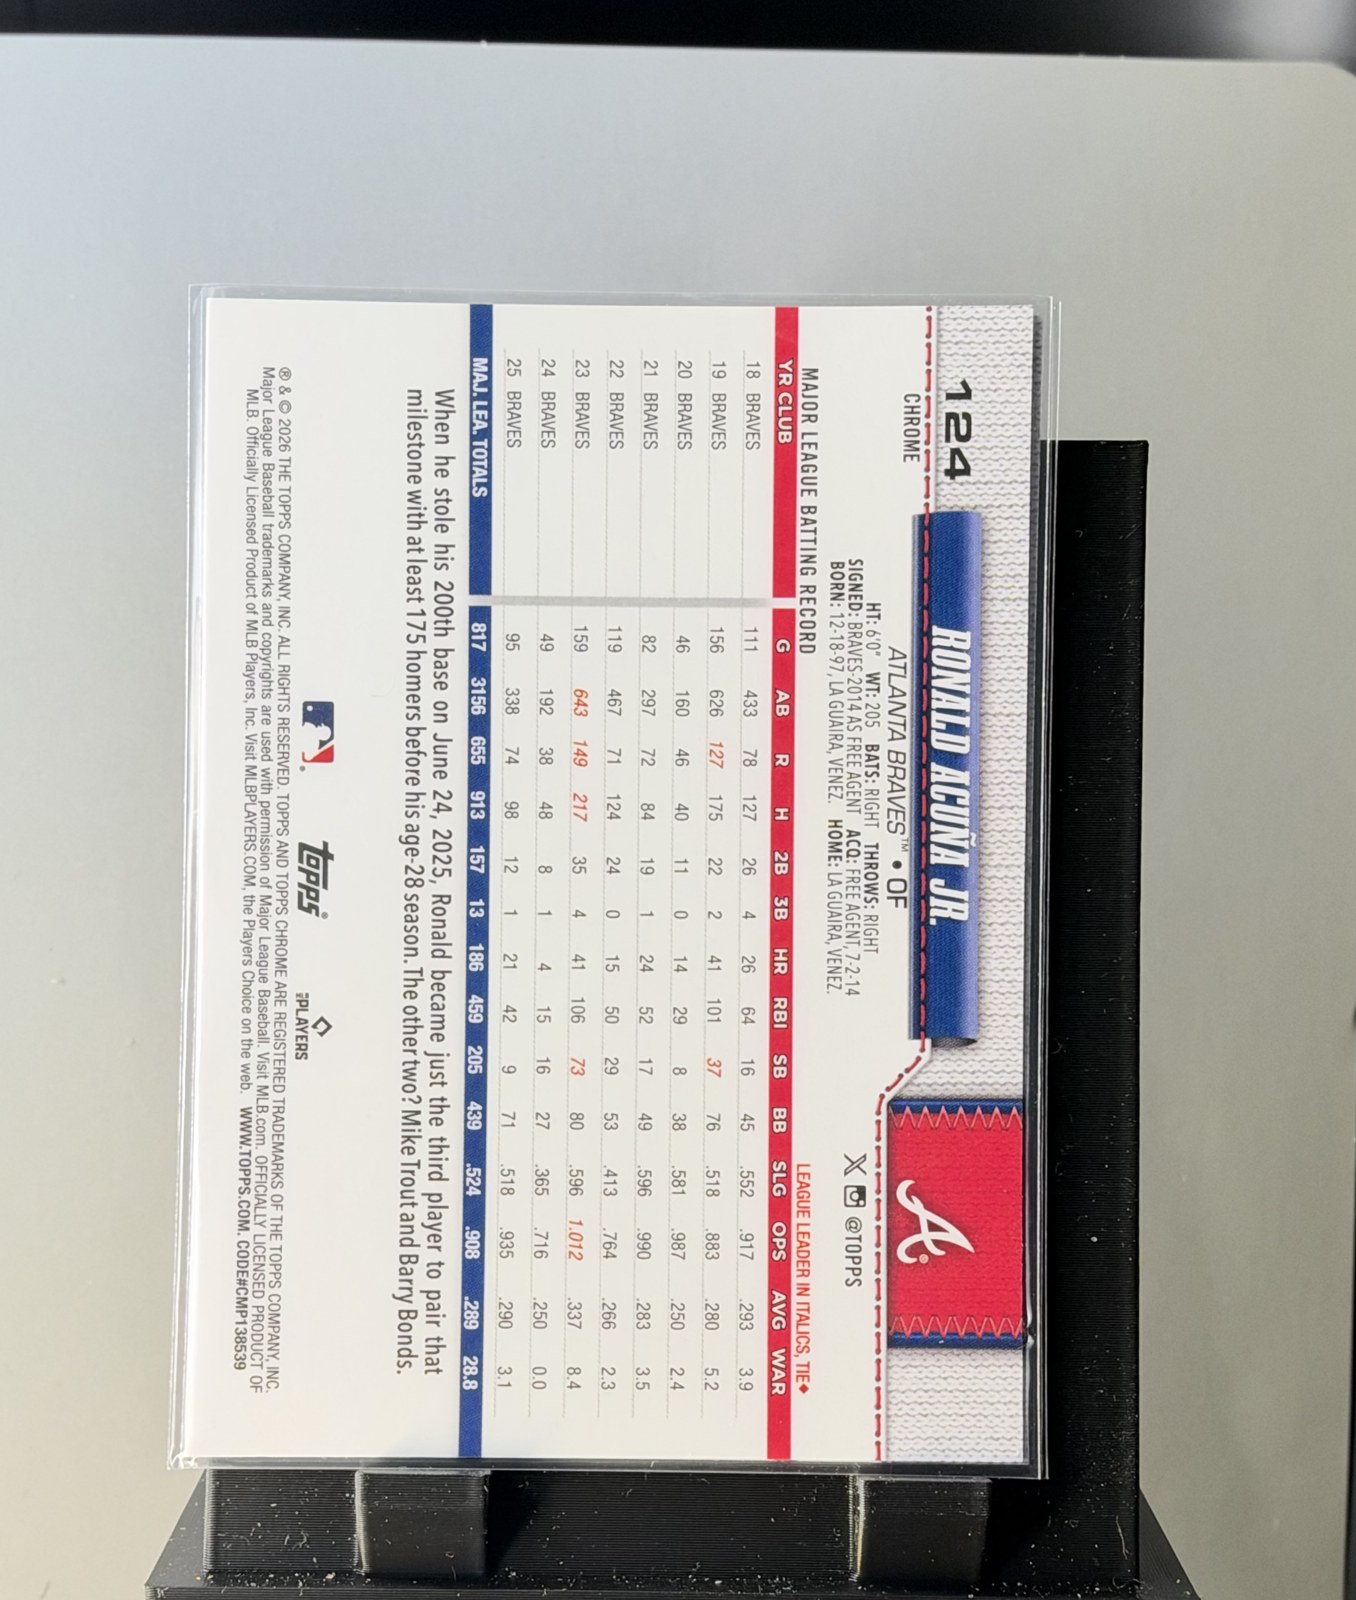 124
CHROME
RONALD ACUÑA JR.
ATLANTA BRAVES™ • OF
HT: 6'0" WT: 205 BATS: RIGHT THROWS: RIGHT
SIGNED: BRAVES-2014 AS FREE AGENT ACQ: FREE AGENT, 7-2-14
BORN: 12-18-97, LA GUAIRA, VENEZ. HOME: LA GUAIRA, VENEZ.
A
X @TOPPS
MAJOR LEAGUE BATTING RECORD LEAGUE LEADER IN ITALICS, TIE♦
YR CLUB G AB R H 2B 3B HR RBI SB BB SLG OPS AVG WAR
18 BRAVES 111 433 78 127 26 4 26 64 16 45 .552 .917 .293 3.9
19 BRAVES 156 626 127 175 22 2 41 101 37 76 .518 .883 .280 5.2
20 BRAVES 46 160 46 40 11 0 14 29 8 38 .581 .987 .250 2.4
21 BRAVES 82 297 72 84 19 1 24 52 17 49 .596 .990 .283 3.5
22 BRAVES 119 467 71 124 24 0 15 50 29 53 .413 .764 .266 2.3
23 BRAVES 159 643 149 217 35 4 41 106 73 80 .596 1.012 .337 8.4
24 BRAVES 49 192 38 48 8 1 4 15 16 27 .365 .716 .250 0.0
25 BRAVES 95 338 74 98 12 1 21 42 9 71 .518 .935 .290 3.1
MAJ. LEA. TOTALS 817 3156 655 913 157 13 186 459 205 439 .524 .908 .289 28.8
When he stole his 200th base on June 24, 2025, Ronald became just the third player to pair that
milestone with at least 175 homers before his age-28 season. The other two? Mike Trout and Barry Bonds.
topps®
PLAYERS
® & © 2026 THE TOPPS COMPANY, INC. ALL RIGHTS RESERVED. TOPPS AND TOPPS CHROME ARE REGISTERED TRADEMARKS OF THE TOPPS COMPANY, INC.
Major League Baseball trademarks and copyrights are used with permission of Major League Baseball. Visit MLB.com. OFFICIALLY LICENSED PRODUCT OF
MLB. Officially Licensed Product of MLB Players, Inc. Visit MLBPLAYERS.COM, the Players Choice on the web. WWW.TOPPS.COM. CODE#CMP138539